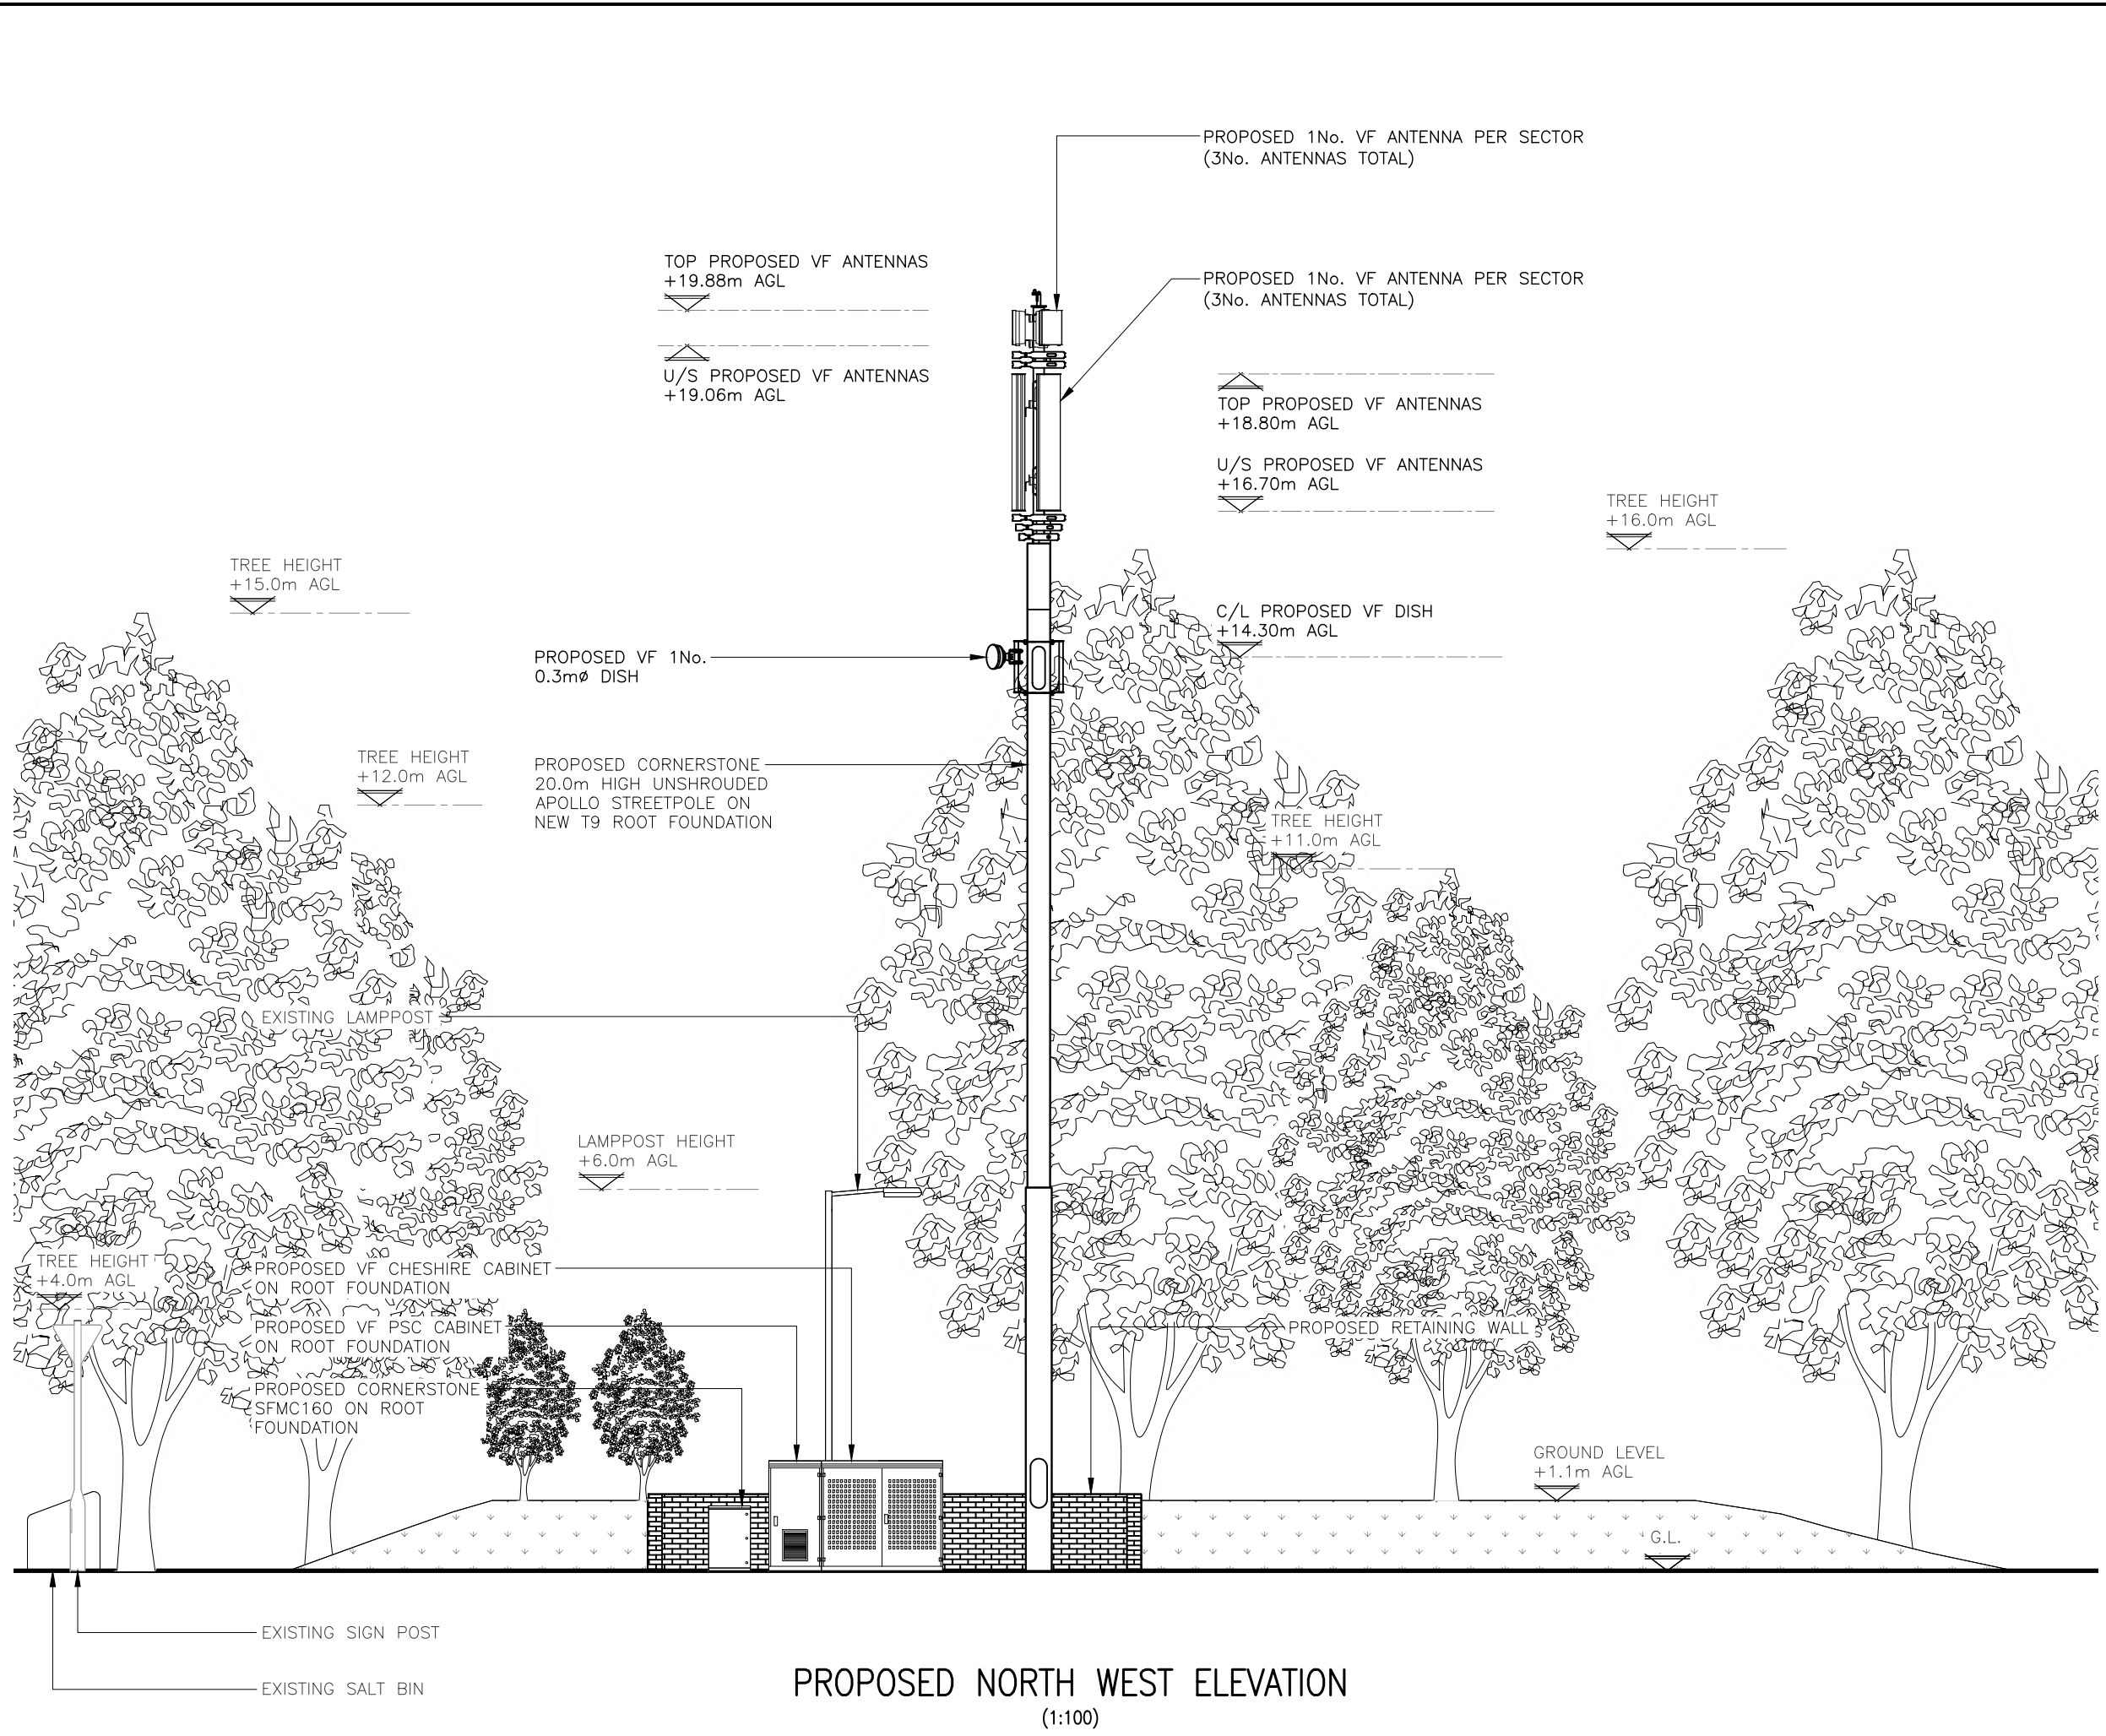 PROPOSED 1No. VF ANTENNA PER SECTOR
(3No. ANTENNAS TOTAL)
TOP PROPOSED VF ANTENNAS
+19.88m AGL
PROPOSED 1No. VF ANTENNA PER SECTOR
(3No. ANTENNAS TOTAL)
U/S PROPOSED VF ANTENNAS
+19.06m AGL
TOP PROPOSED VF ANTENNAS
+18.80m AGL
U/S PROPOSED VF ANTENNAS
+16.70m AGL
TREE HEIGHT
+16.0m AGL
TREE HEIGHT
+15.0m AGL
C/L PROPOSED VF DISH
+14.30m AGL
PROPOSED VF 1No.
0.3mø DISH
TREE HEIGHT
+12.0m AGL
PROPOSED CORNERSTONE
20.0m HIGH UNSHROUDED
APOLLO STREETPOLE ON
NEW T9 ROOT FOUNDATION
TREE HEIGHT
+11.0m AGL
EXISTING LAMPPOST
LAMPPOST HEIGHT
+6.0m AGL
TREE HEIGHT
+4.0m AGL
PROPOSED VF CHESHIRE CABINET
ON ROOT FOUNDATION
PROPOSED VF PSC CABINET
ON ROOT FOUNDATION
PROPOSED RETAINING WALL
PROPOSED CORNERSTONE
SFMC160 ON ROOT
FOUNDATION
GROUND LEVEL
+1.1m AGL
G.L.
EXISTING SIGN POST
EXISTING SALT BIN
PROPOSED NORTH WEST ELEVATION
(1:100)